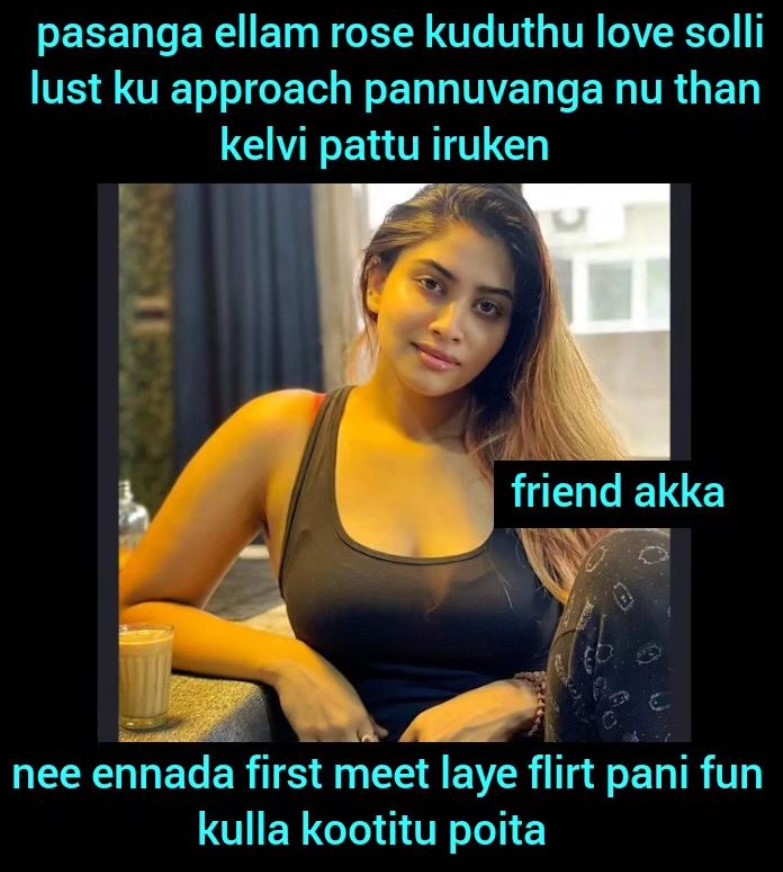 pasanga ellam rose kuduthu love solli
lust ku approach pannuvanga nu than
kelvi pattu iruken
friend akka
nee ennada first meet laye flirt pani fun
kulla kootitu poita